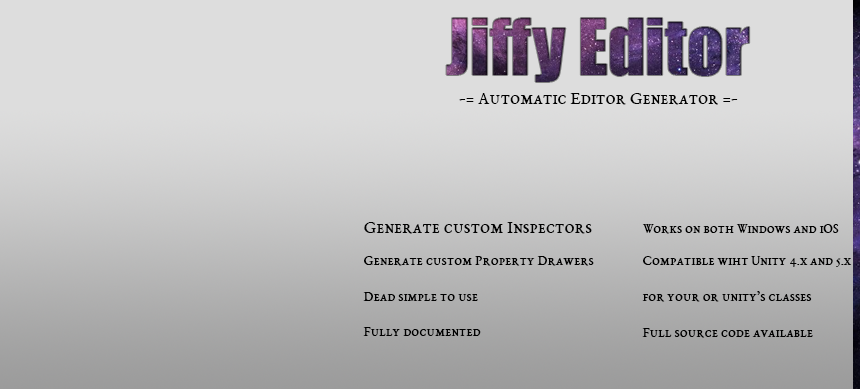 Jiffy Editor
-= Automatic Editor Generator =-
Generate custom Inspectors
Generate custom Property Drawers
Dead simple to use
Fully documented
Works on both Windows and iOS
Compatible wiht Unity 4.x and 5.x
for your or unity's classes
Full source code available